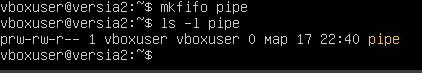 vboxuser@versia2:~$ mkfifo pipe
vboxuser@versia2:~$ ls -l pipe
prw-rw-r-- 1 vboxuser vboxuser 0 мар 17 22:40 pipe
vboxuser@versia2:~$